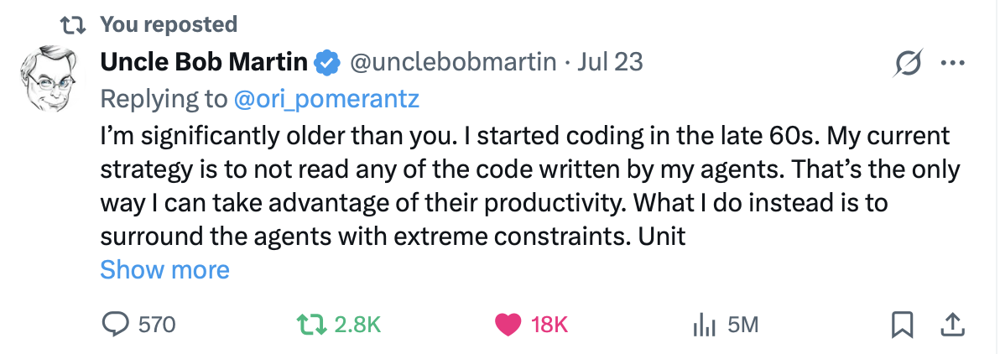 You reposted
Uncle Bob Martin @unclebobmartin · Jul 23
Replying to @ori_pomerantz
I’m significantly older than you. I started coding in the late 60s. My current
strategy is to not read any of the code written by my agents. That’s the only
way I can take advantage of their productivity. What I do instead is to
surround the agents with extreme constraints. Unit
Show more
570 2.8K 18K 5M